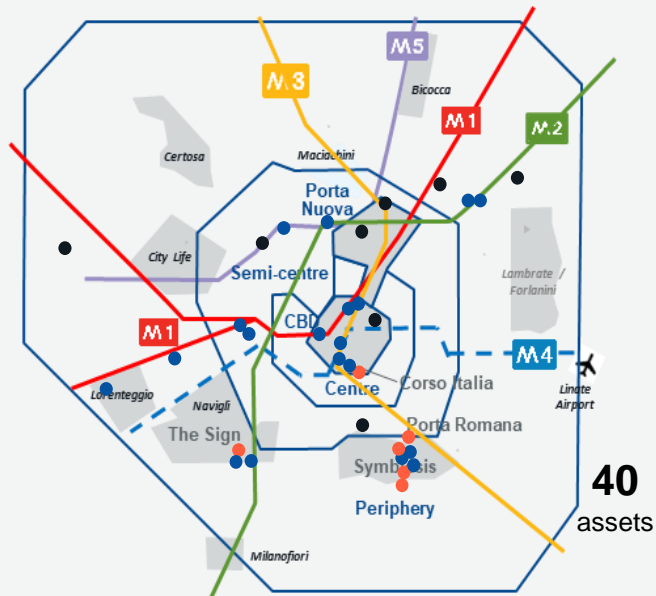 M5
M3
Bicocca
M1
M2
Certosa
Maciachini
Porta
Nuova
City Life
Semi-centre
Lambrate /
Forlanini
CBD
M1
M4
Centre
Corso Italia
Linate
Airport
Lorenteggio
Navigli
The Sign
Porta Romana
Symbiosis
40
assets
Periphery
Milanofiori